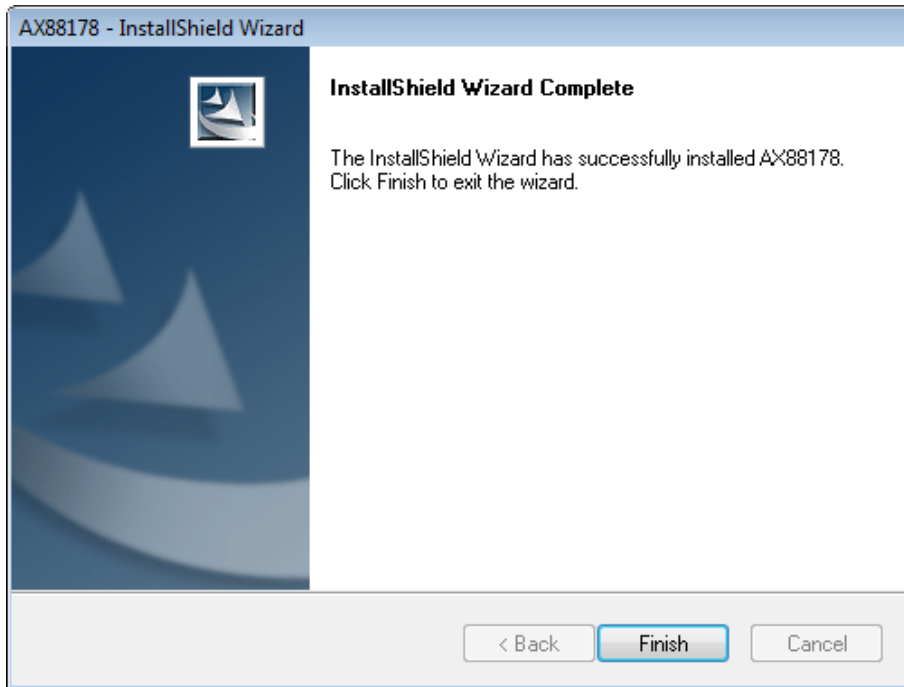 AX88178 - InstallShield Wizard
InstallShield Wizard Complete
The InstallShield Wizard has successfully installed AX88178.
Click Finish to exit the wizard.
< Back
Finish
Cancel